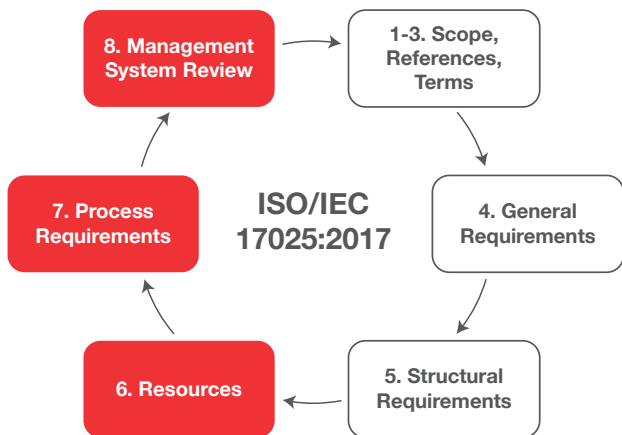 8. Management
System Review
1-3. Scope,
References,
Terms
7. Process
Requirements
ISO/IEC
17025:2017
4. General
Requirements
6. Resources
5. Structural
Requirements